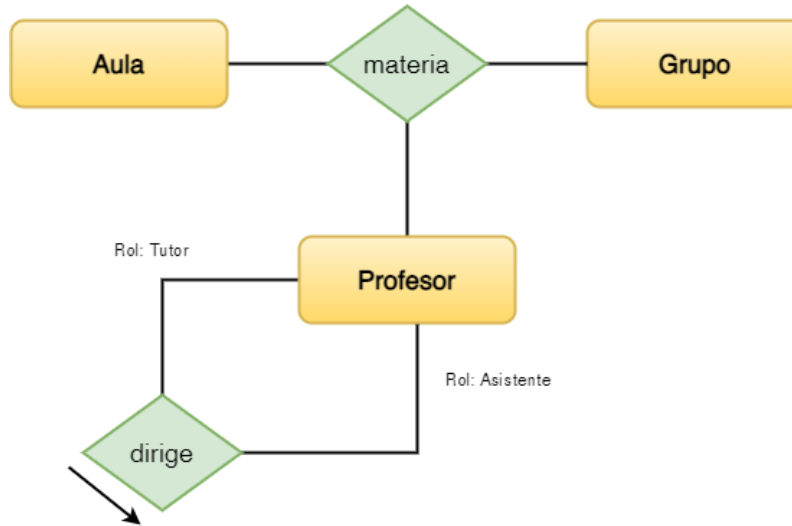 Aula
materia
Grupo
Rol: Tutor
Profesor
Rol: Asistente
dirige